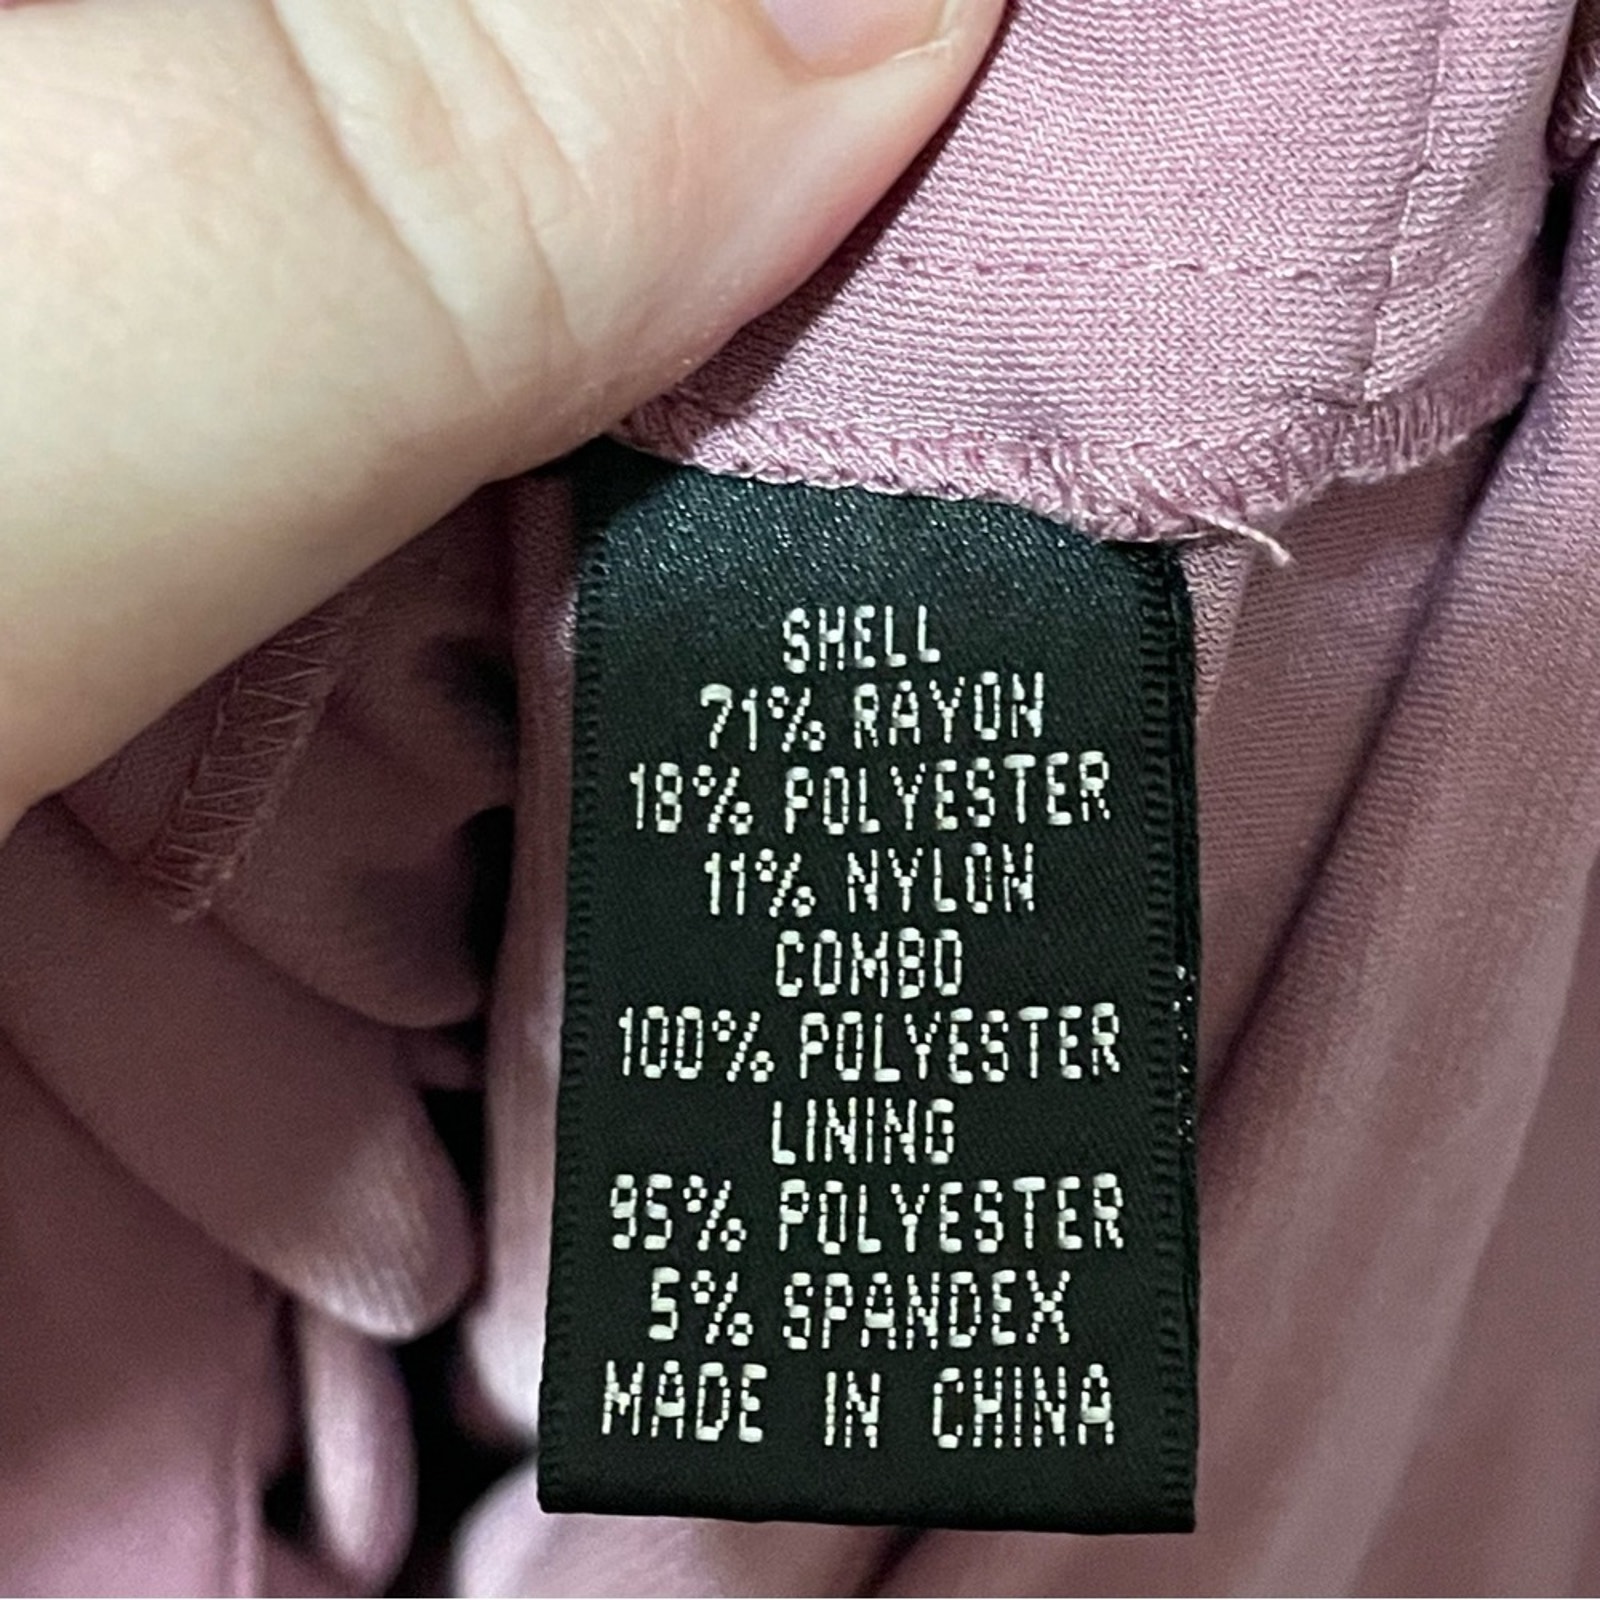 SHELL
71% RAYON
18% POLYESTER
11% NYLON
COMBO
100% POLYESTER
LINING
95% POLYESTER
5% SPANDEX
MADE IN CHINA